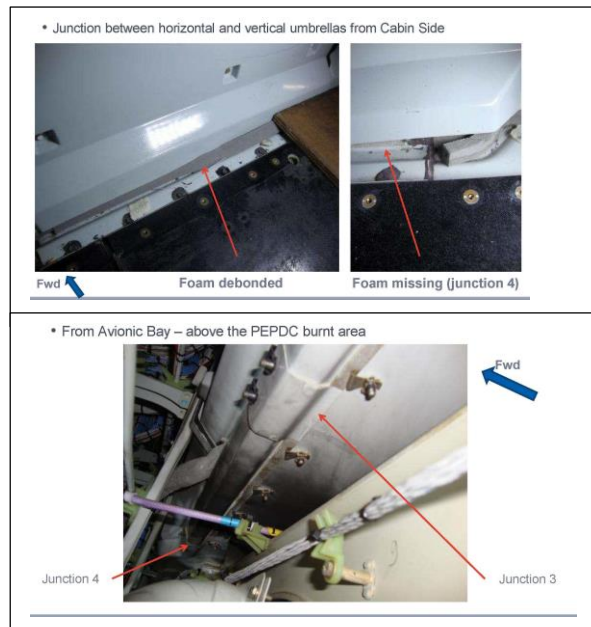 • Junction between horizontal and vertical umbrellas from Cabin Side
Fwd
Foam debonded
Foam missing (junction 4)
• From Avionic Bay – above the PEPDC burnt area
Fwd
Junction 4
Junction 3